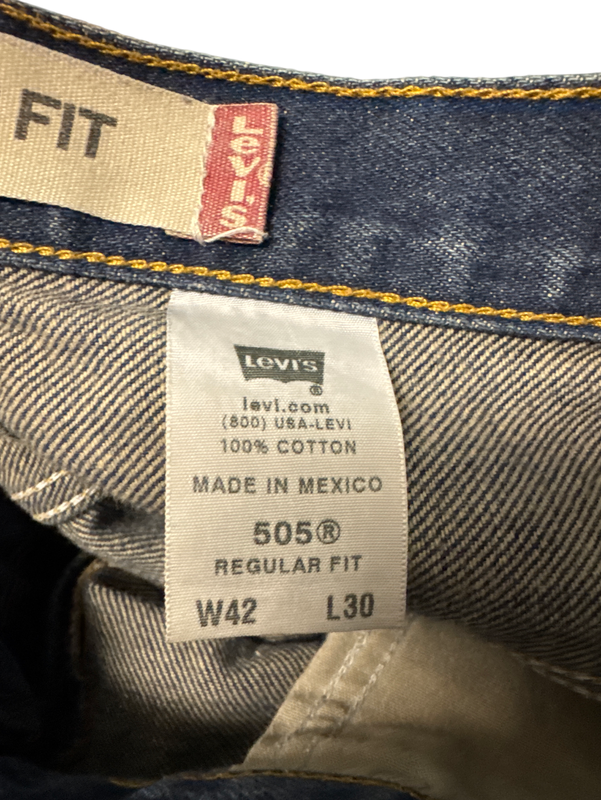 FIT
Levi's®
Levi's
®
levi.com
(800) USA-LEVI
100% COTTON
MADE IN MEXICO
505®
REGULAR FIT
W42 L30